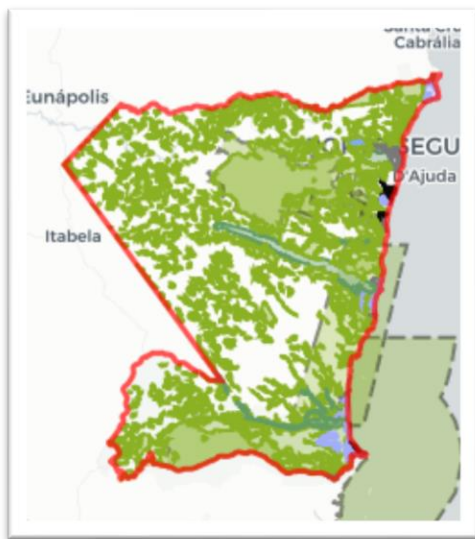 Santa Cru
Cabrália
Eunápolis
SEGU
D'Ajuda
Itabela